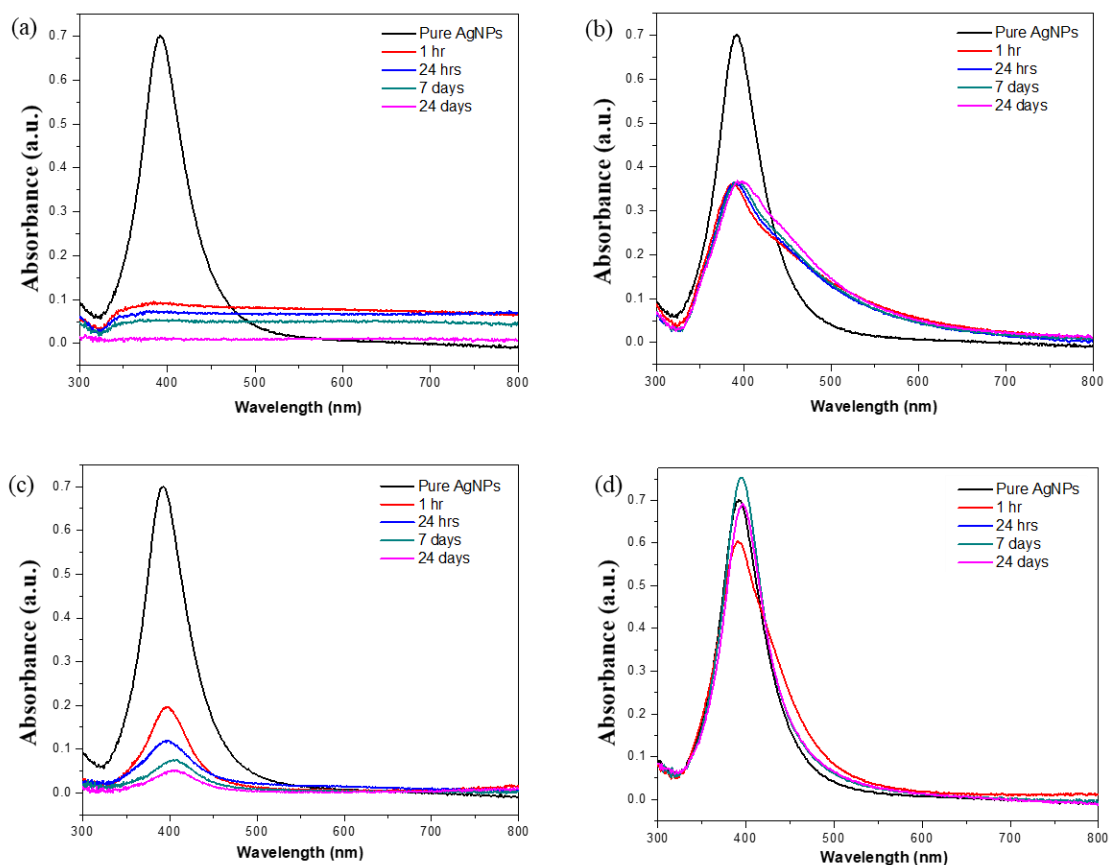 (a)
Pure AgNPs
1 hr
24 hrs
7 days
24 days
0.7
0.6
0.5
0.4
0.3
0.2
0.1
0.0
Absorbance (a.u.)
300 400 500 600 700 800
Wavelength (nm)
(b)
Pure AgNPs
1 hr
24 hrs
7 days
24 days
0.7
0.6
0.5
0.4
0.3
0.2
0.1
0.0
Absorbance (a.u.)
300 400 500 600 700 800
Wavelength (nm)
(c)
Pure AgNPs
1 hr
24 hrs
7 days
24 days
0.7
0.6
0.5
0.4
0.3
0.2
0.1
0.0
Absorbance (a.u.)
300 400 500 600 700 800
Wavelength (nm)
(d)
Pure AgNPs
1 hr
24 hrs
7 days
24 days
0.7
0.6
0.5
0.4
0.3
0.2
0.1
0.0
Absorbance (a.u.)
300 400 500 600 700 800
Wavelength (nm)